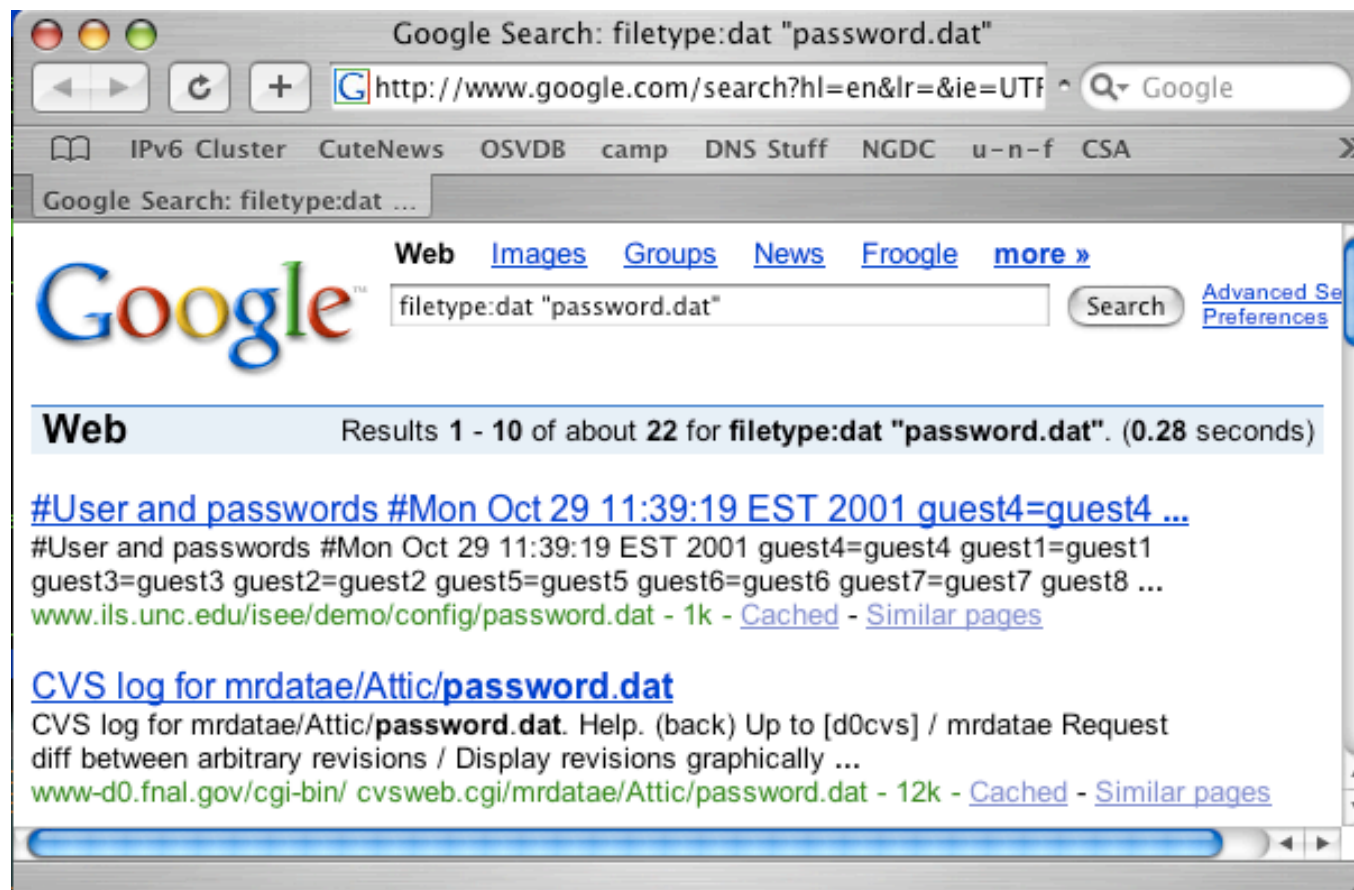 Google Search: filetype:dat "password.dat"
http://www.google.com/search?hl=en&lr=&ie=UTF
Google
IPv6 Cluster CuteNews OSVDB camp DNS Stuff NGDC u-n-f CSA
Google Search: filetype:dat ...
Web Images Groups News Froogle more »
Google™
filetype:dat "password.dat"
Search
Advanced Se
Preferences
Web Results 1 - 10 of about 22 for filetype:dat "password.dat". (0.28 seconds)
#User and passwords #Mon Oct 29 11:39:19 EST 2001 guest4=guest4 ...
#User and passwords #Mon Oct 29 11:39:19 EST 2001 guest4=guest4 guest1=guest1
guest3=guest3 guest2=guest2 guest5=guest5 guest6=guest6 guest7=guest7 guest8 ...
www.ils.unc.edu/isee/demo/config/password.dat - 1k - Cached - Similar pages
CVS log for mrdatae/Attic/password.dat
CVS log for mrdatae/Attic/password.dat. Help. (back) Up to [d0cvs] / mrdatae Request
diff between arbitrary revisions / Display revisions graphically ...
www-d0.fnal.gov/cgi-bin/ cvsweb.cgi/mrdatae/Attic/password.dat - 12k - Cached - Similar pages